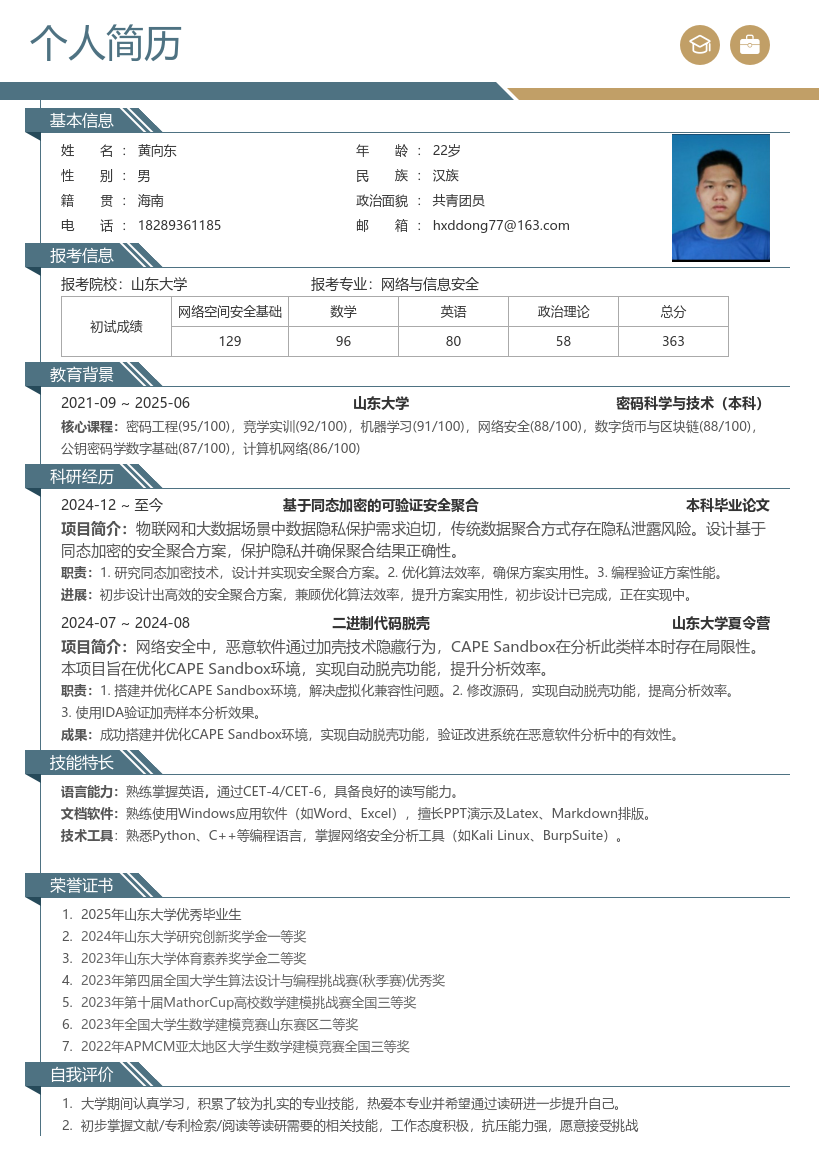 个人简历
基本信息
姓 名 : 黄向东 年 龄 : 22岁
性 别 : 男 民 族 : 汉族
籍 贯 : 海南 政治面貌 : 共青团员
电 话 : 18289361185 邮 箱 : hxddong77@163.com
报考信息
报考院校：山东大学 报考专业：网络与信息安全
初试成绩 网络空间安全基础 数学 英语 政治理论 总分
129 96 80 58 363
教育背景
2021-09 ~ 2025-06 山东大学 密码科学与技术（本科）
核心课程：密码工程(95/100)，竞学实训(92/100)，机器学习(91/100)，网络安全(88/100)，数字货币与区块链(88/100)，
公钥密码学数字基础(87/100)，计算机网络(86/100)
科研经历
2024-12 ~ 至今 基于同态加密的可验证安全聚合 本科毕业论文
项目简介：物联网和大数据场景中数据隐私保护需求迫切，传统数据聚合方式存在隐私泄露风险。设计基于
同态加密的安全聚合方案，保护隐私并确保聚合结果正确性。
职责：1. 研究同态加密技术，设计并实现安全聚合方案。2. 优化算法效率，确保方案实用性。3. 编程验证方案性能。
进展：初步设计出高效的安全聚合方案，兼顾优化算法效率，提升方案实用性，初步设计已完成，正在实现中。
2024-07 ~ 2024-08 二进制代码脱壳 山东大学夏令营
项目简介：网络安全中，恶意软件通过加壳技术隐藏行为，CAPE Sandbox在分析此类样本时存在局限性。
本项目旨在优化CAPE Sandbox环境，实现自动脱壳功能，提升分析效率。
职责：1. 搭建并优化CAPE Sandbox环境，解决虚拟化兼容性问题。2. 修改源码，实现自动脱壳功能，提高分析效率。
3. 使用IDA验证加壳样本分析效果。
成果：成功搭建并优化CAPE Sandbox环境，实现自动脱壳功能，验证改进系统在恶意软件分析中的有效性。
技能特长
语言能力：熟练掌握英语，通过CET-4/CET-6，具备良好的读写能力。
文档软件：熟练使用Windows应用软件（如Word、Excel），擅长PPT演示及Latex、Markdown排版。
技术工具：熟悉Python、C++等编程语言，掌握网络安全分析工具（如Kali Linux、BurpSuite）。
荣誉证书
1. 2025年山东大学优秀毕业生
2. 2024年山东大学研究创新奖学金一等奖
3. 2023年山东大学体育素养奖学金二等奖
4. 2023年第四届全国大学生算法设计与编程挑战赛(秋季赛)优秀奖
5. 2023年第十届MathorCup高校数学建模挑战赛全国三等奖
6. 2023年全国大学生数学建模竞赛山东赛区二等奖
7. 2022年APMCM亚太地区大学生数学建模竞赛全国三等奖
自我评价
1. 大学期间认真学习，积累了较为扎实的专业技能，热爱本专业并希望通过读研进一步提升自己。
2. 初步掌握文献/专利检索/阅读等读研需要的相关技能，工作态度积极，抗压能力强，愿意接受挑战